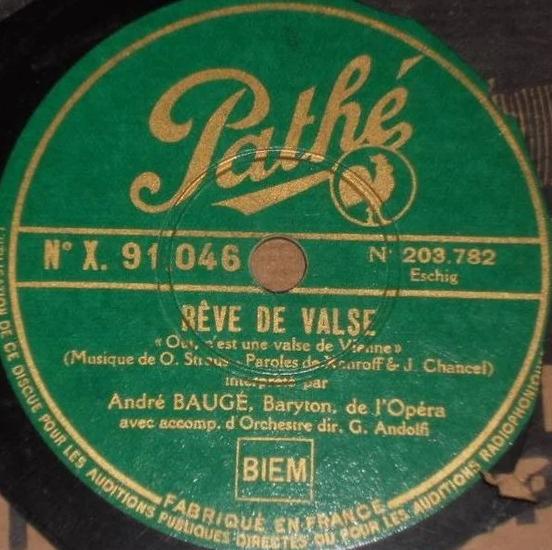 Pathé
N° X. 91.046
N° 203.782
Eschig
RÊVE DE VALSE
« Oui, c'est une valse de Vienne »
(Musique de O. Straus - Paroles de Xanroff & J. Chancel)
interprété par
André BAUGÉ, Baryton, de l'Opéra
avec accomp. d'Orchestre dir. G. Andolfi
BIEM
FABRIQUÉ EN FRANCE
DE CE DISQUE POUR LES AUDITIONS PUBLIQUES DIRECTES OU POUR LES AUDITIONS RADIOPHONIQUE